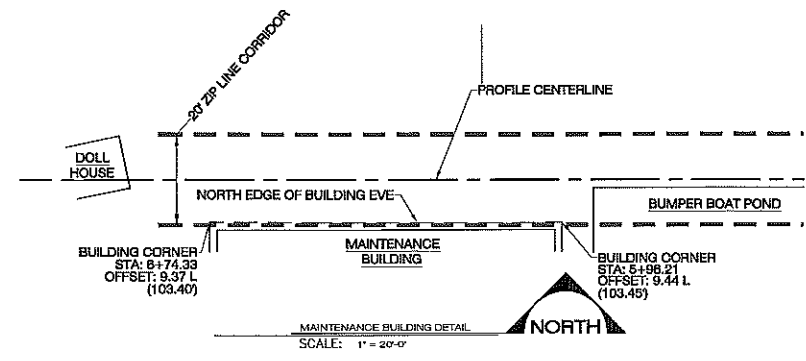 20' ZIP LINE CORRIDOR
PROFILE CENTERLINE
DOLL
HOUSE
NORTH EDGE OF BUILDING EVE
BUMPER BOAT POND
BUILDING CORNER
STA: 6+74.33
OFFSET: 9.37 L
(103.40')
MAINTENANCE
BUILDING
BUILDING CORNER
STA: 5+96.21
OFFSET: 9.44 L
(103.45')
NORTH
MAINTENANCE BUILDING DETAIL
SCALE: 1" = 20'-0"